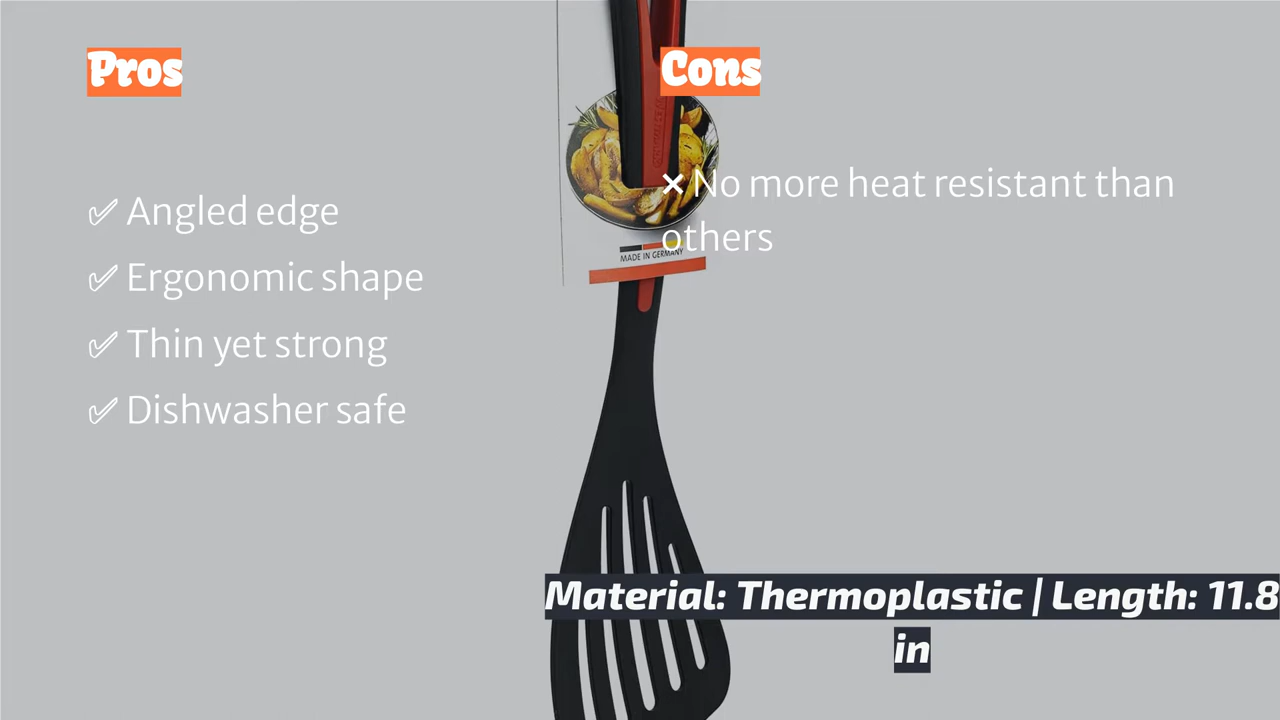 Pros
✅ Angled edge
✅ Ergonomic shape
✅ Thin yet strong
✅ Dishwasher safe
Cons
❌ No more heat resistant than
others
MADE IN GERMANY
Material: Thermoplastic | Length: 11.8
in